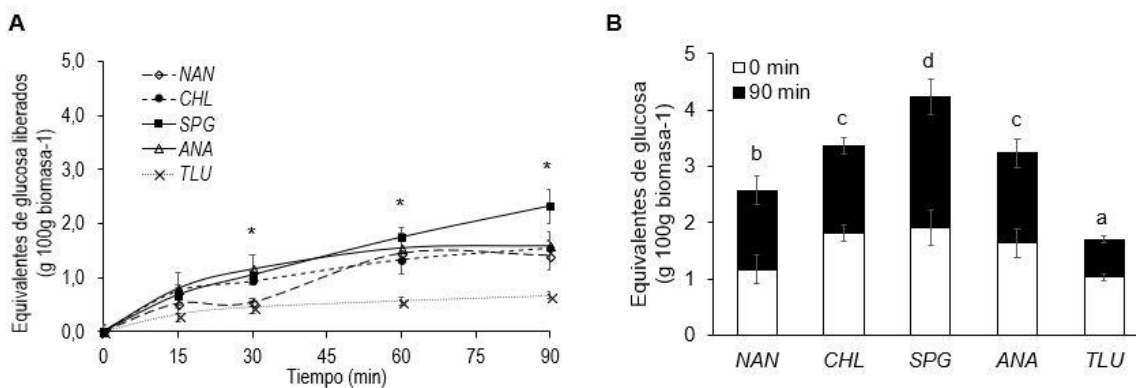 A
Equivalentes de glucosa liberados
(g 100g biomasa-1)
5,0
4,0
3,0
2,0
1,0
0,0
NAN
CHL
SPG
ANA
TLU
*
*
*
0
15
30
45
60
75
90
Tiempo (min)
B
Equivalentes de glucosa
(g 100g biomasa-1)
5
4
3
2
1
0
0 min
90 min
b
c
d
c
a
NAN
CHL
SPG
ANA
TLU